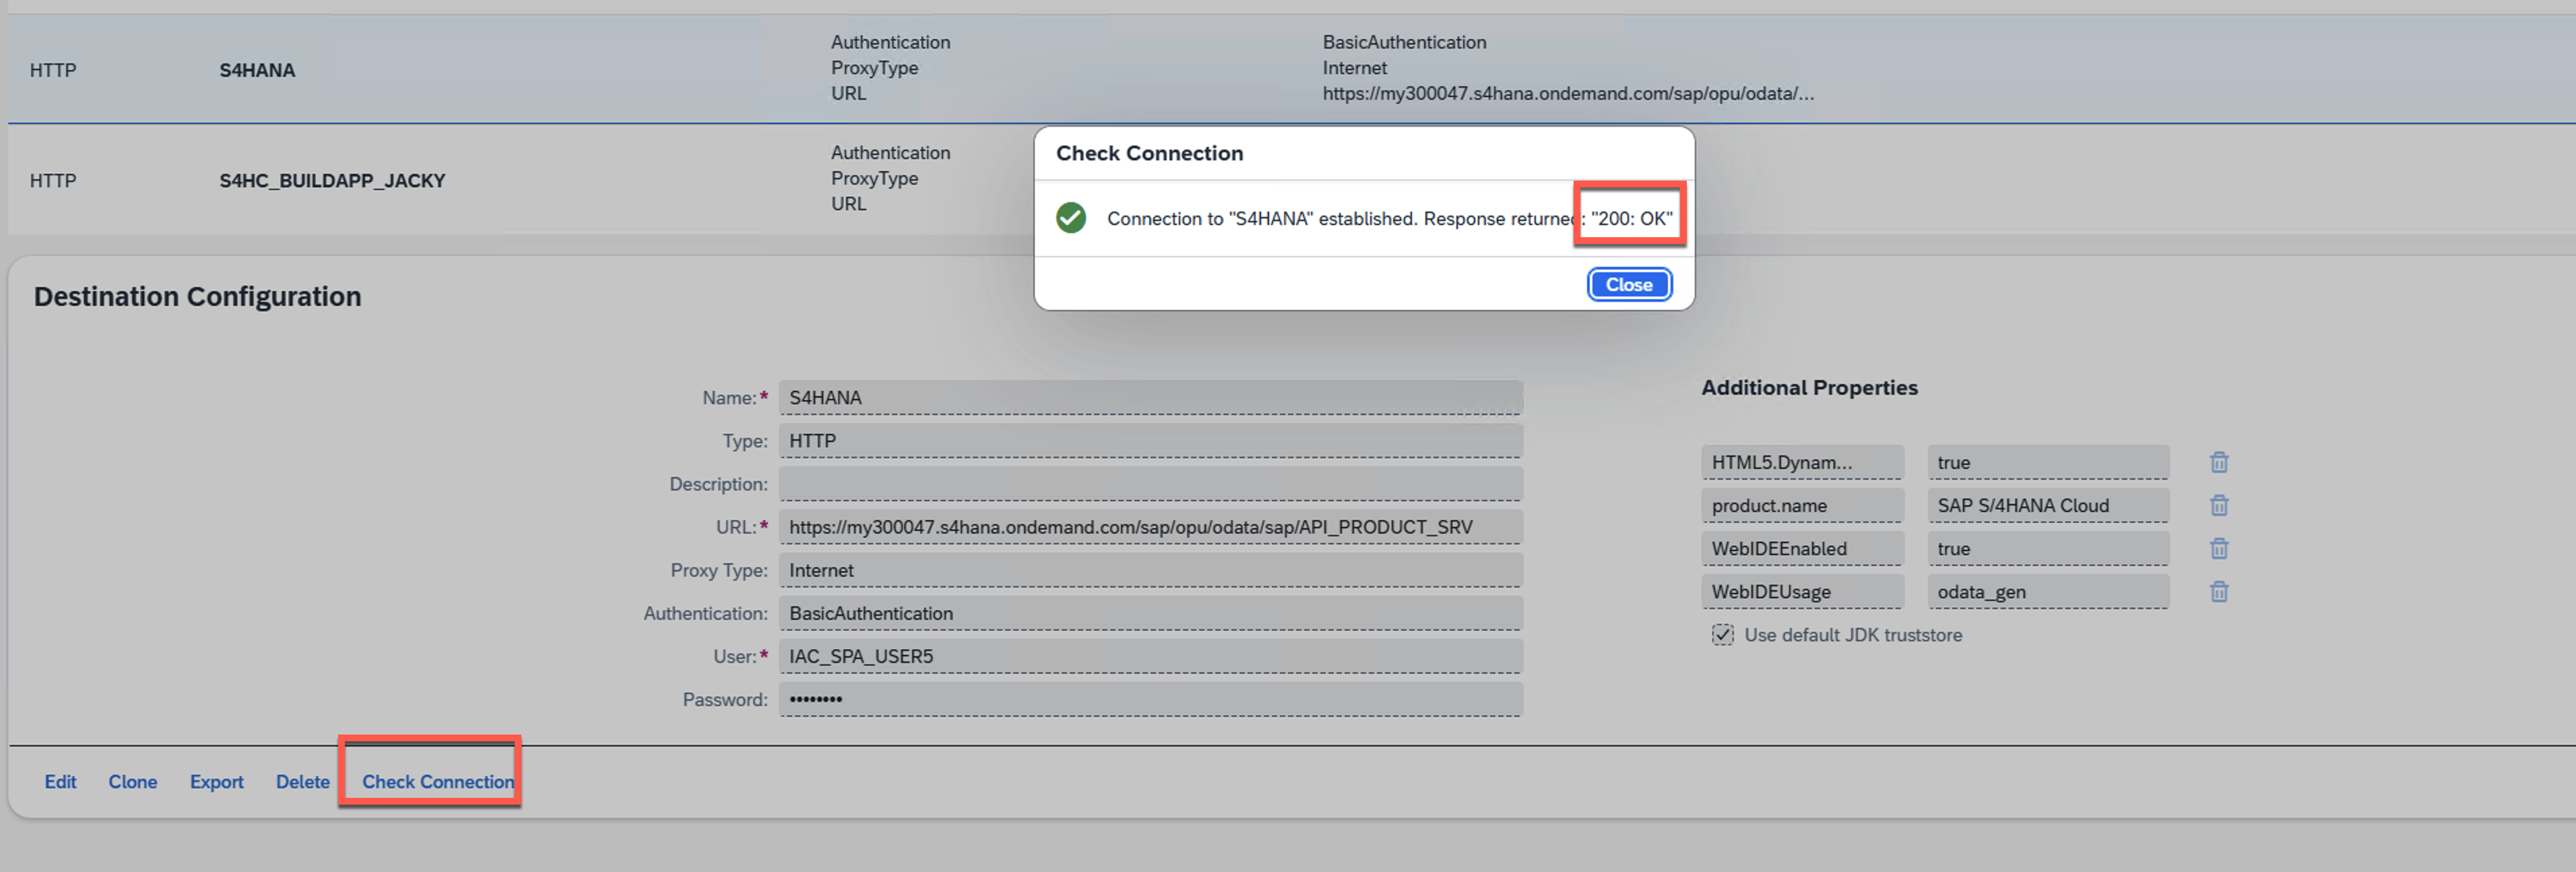 HTTP
S4HANA
Authentication
ProxyType
URL
BasicAuthentication
Internet
https://my300047.s4hana.ondemand.com/sap/opu/odata/...
HTTP
S4HC_BUILDAPP_JACKY
Authentication
ProxyType
URL
Check Connection
Connection to "S4HANA" established. Response returned: "200: OK"
Close
Destination Configuration
Name:* S4HANA
Type: HTTP
Description:
URL:* https://my300047.s4hana.ondemand.com/sap/opu/odata/sap/API_PRODUCT_SRV
Proxy Type: Internet
Authentication: BasicAuthentication
User:* IAC_SPA_USER5
Password: ••••••••
Additional Properties
HTML5.Dynam... true
product.name SAP S/4HANA Cloud
WebIDEEnabled true
WebIDEUsage odata_gen
Use default JDK truststore
Edit Clone Export Delete Check Connection